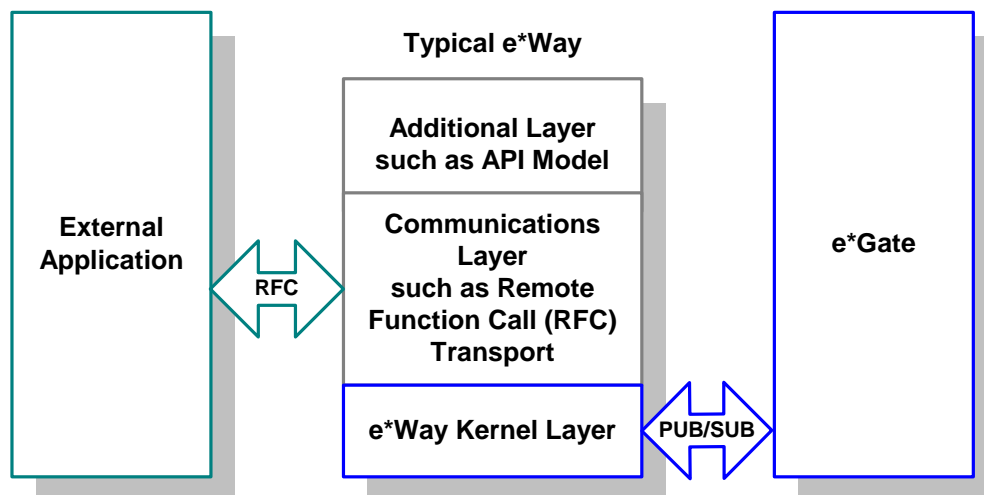 Typical e*Way
Additional Layer
such as API Model
External
Application
RFC
Communications
Layer
such as Remote
Function Call (RFC)
Transport
e*Way Kernel Layer
PUB/SUB
e*Gate